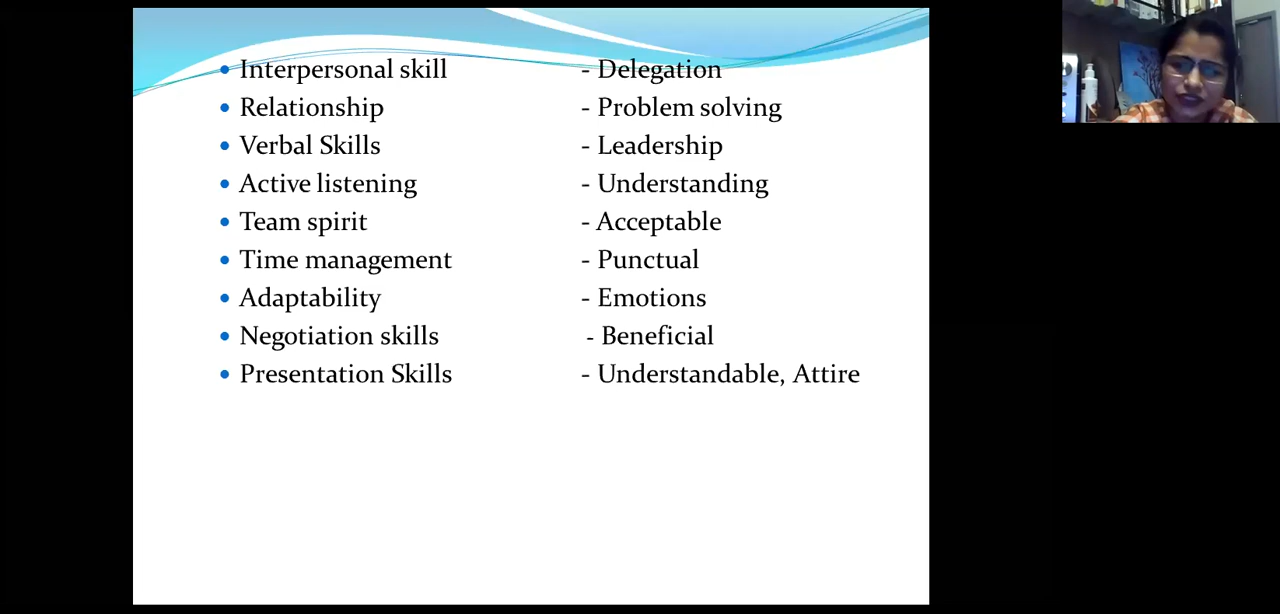 • Interpersonal skill - Delegation
• Relationship - Problem solving
• Verbal Skills - Leadership
• Active listening - Understanding
• Team spirit - Acceptable
• Time management - Punctual
• Adaptability - Emotions
• Negotiation skills - Beneficial
• Presentation Skills - Understandable, Attire